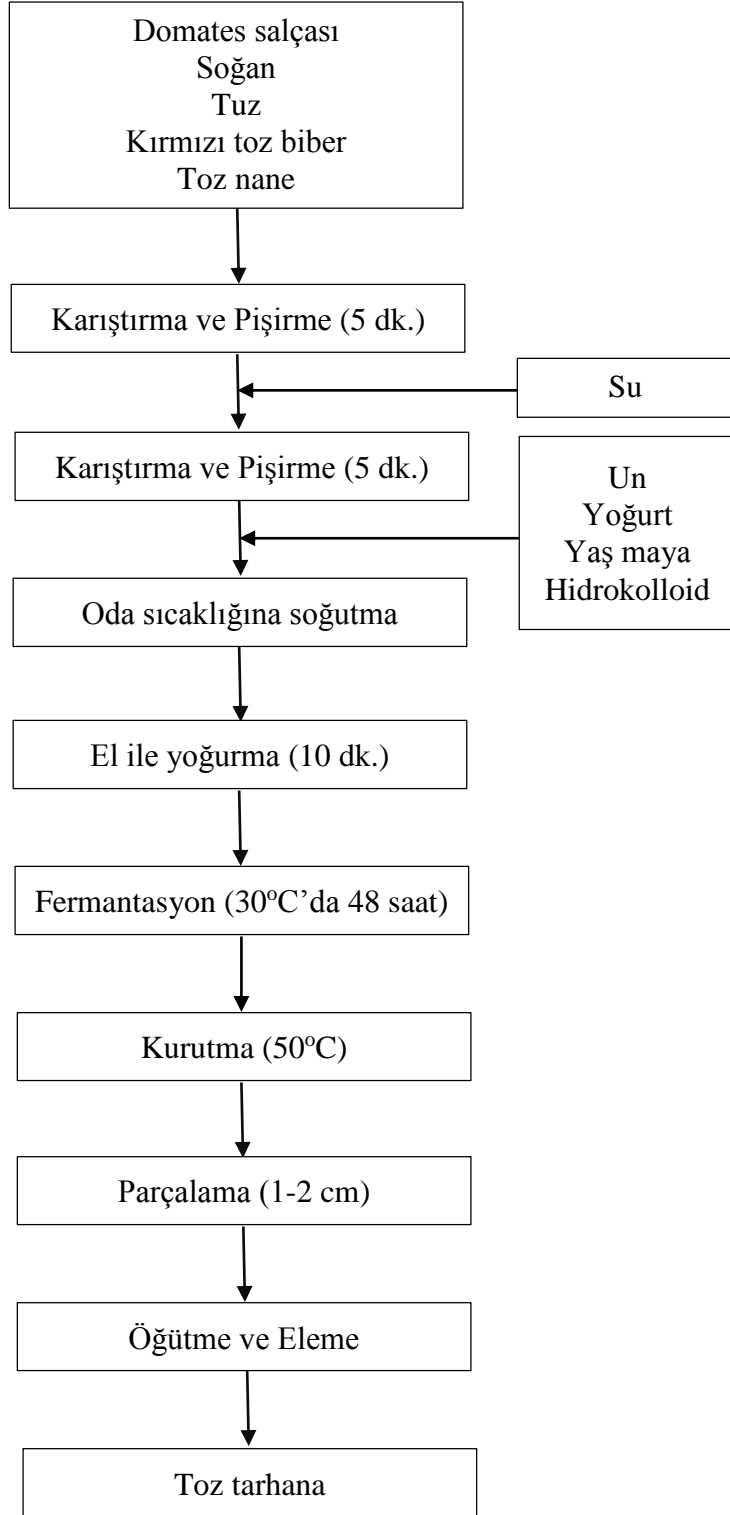 Domates salçası
Soğan
Tuz
Kırmızı toz biber
Toz nane
Karıştırma ve Pişirme (5 dk.)
Su
Karıştırma ve Pişirme (5 dk.)
Un
Yoğurt
Yaş maya
Hidrokolloid
Oda sıcaklığına soğutma
El ile yoğurma (10 dk.)
Fermantasyon (30°C’da 48 saat)
Kurutma (50°C)
Parçalama (1-2 cm)
Öğütme ve Eleme
Toz tarhana